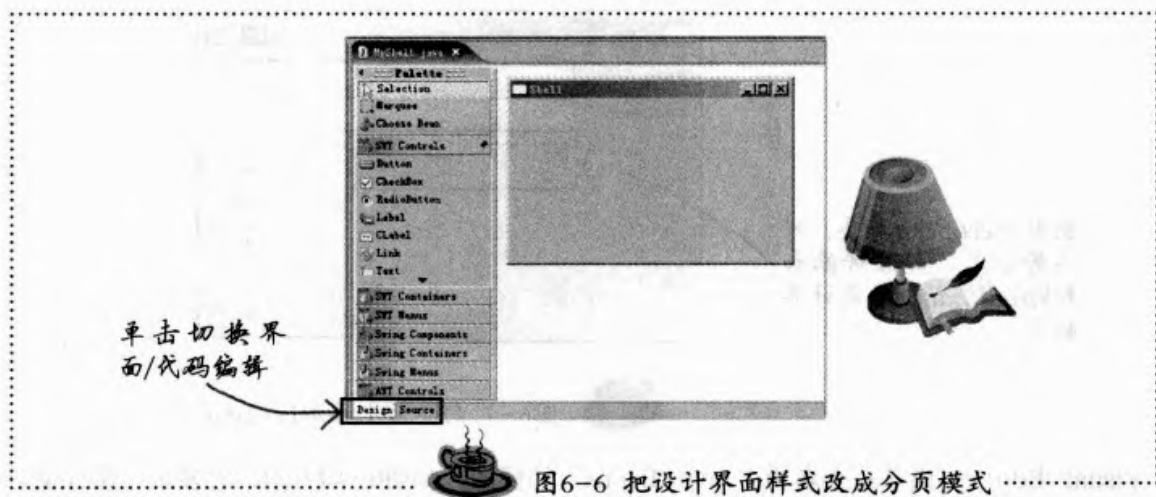 MyShell.java
Palette
Selection
Marquee
Choose Bean
SWT Controls
Button
CheckBox
RadioButton
Label
CLabel
Link
Text
SWT Containers
SWT Menus
Swing Components
Swing Containers
Swing Menus
AWT Controls
Design Source
Shell
单击切换界
面/代码编辑
图6-6 把设计界面样式改成分页模式